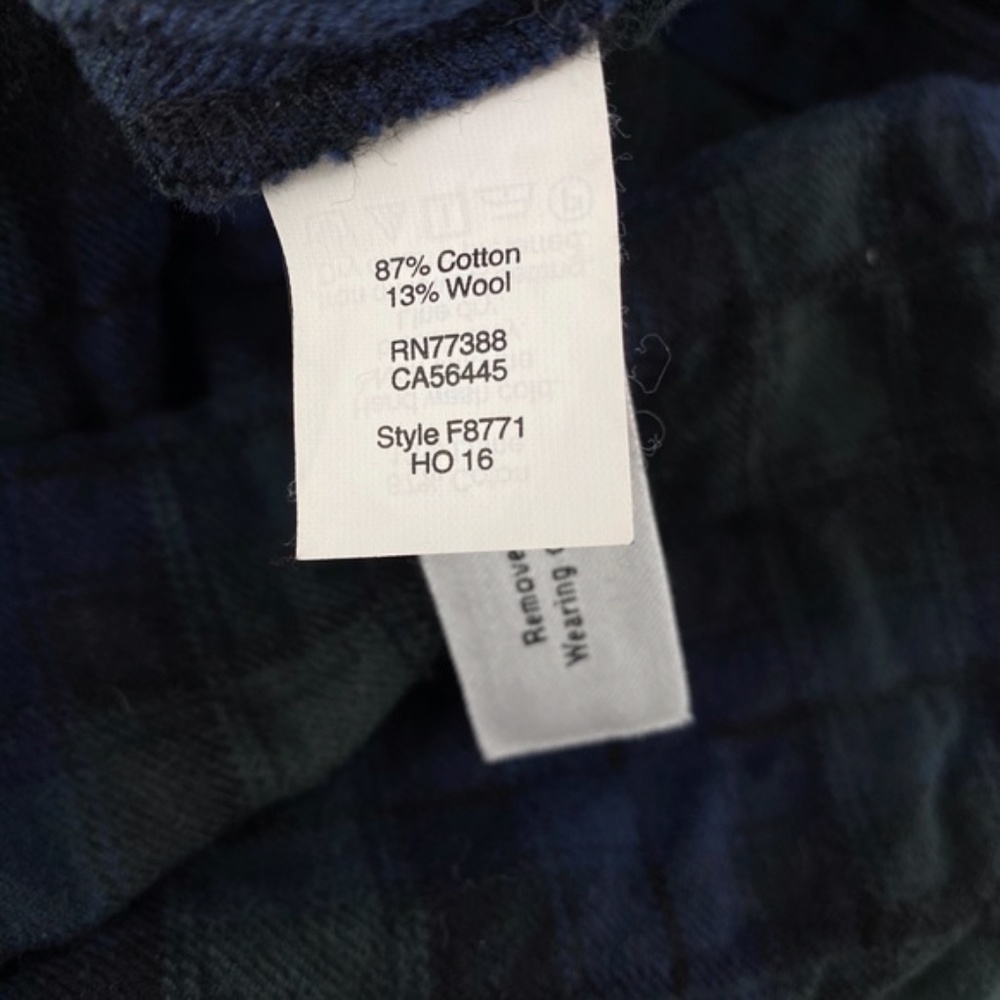 87% Cotton
13% Wool
RN77388
CA56445
Style F8771
HO 16
Remove
Wearing